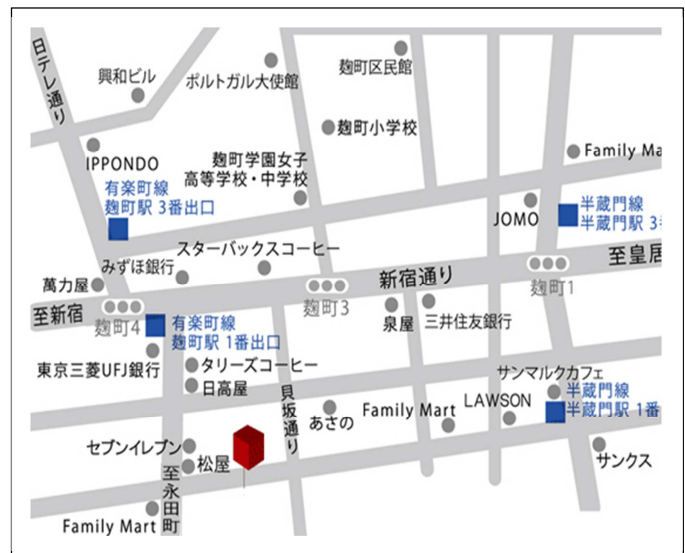 日テレ通り
興和ビル
ポルトガル大使館
麹町区民館
麹町小学校
IPPONDO
麹町学園女子
高等学校・中学校
Family Ma
有楽町線
麹町駅 3番出口
JOMO
半蔵門線
半蔵門駅 3
みずほ銀行
スターバックスコーヒー
新宿通り
至皇居
萬力屋
至新宿
麹町4
麹町3
麹町1
有楽町線
麹町駅 1番出口
泉屋
三井住友銀行
東京三菱UFJ銀行
タリーズコーヒー
日高屋
貝坂通り
あさの
Family Mart
LAWSON
サンマルクカフェ
半蔵門線
半蔵門駅 1番
セブンイレブン
松屋
サンクス
至永田町
Family Mart